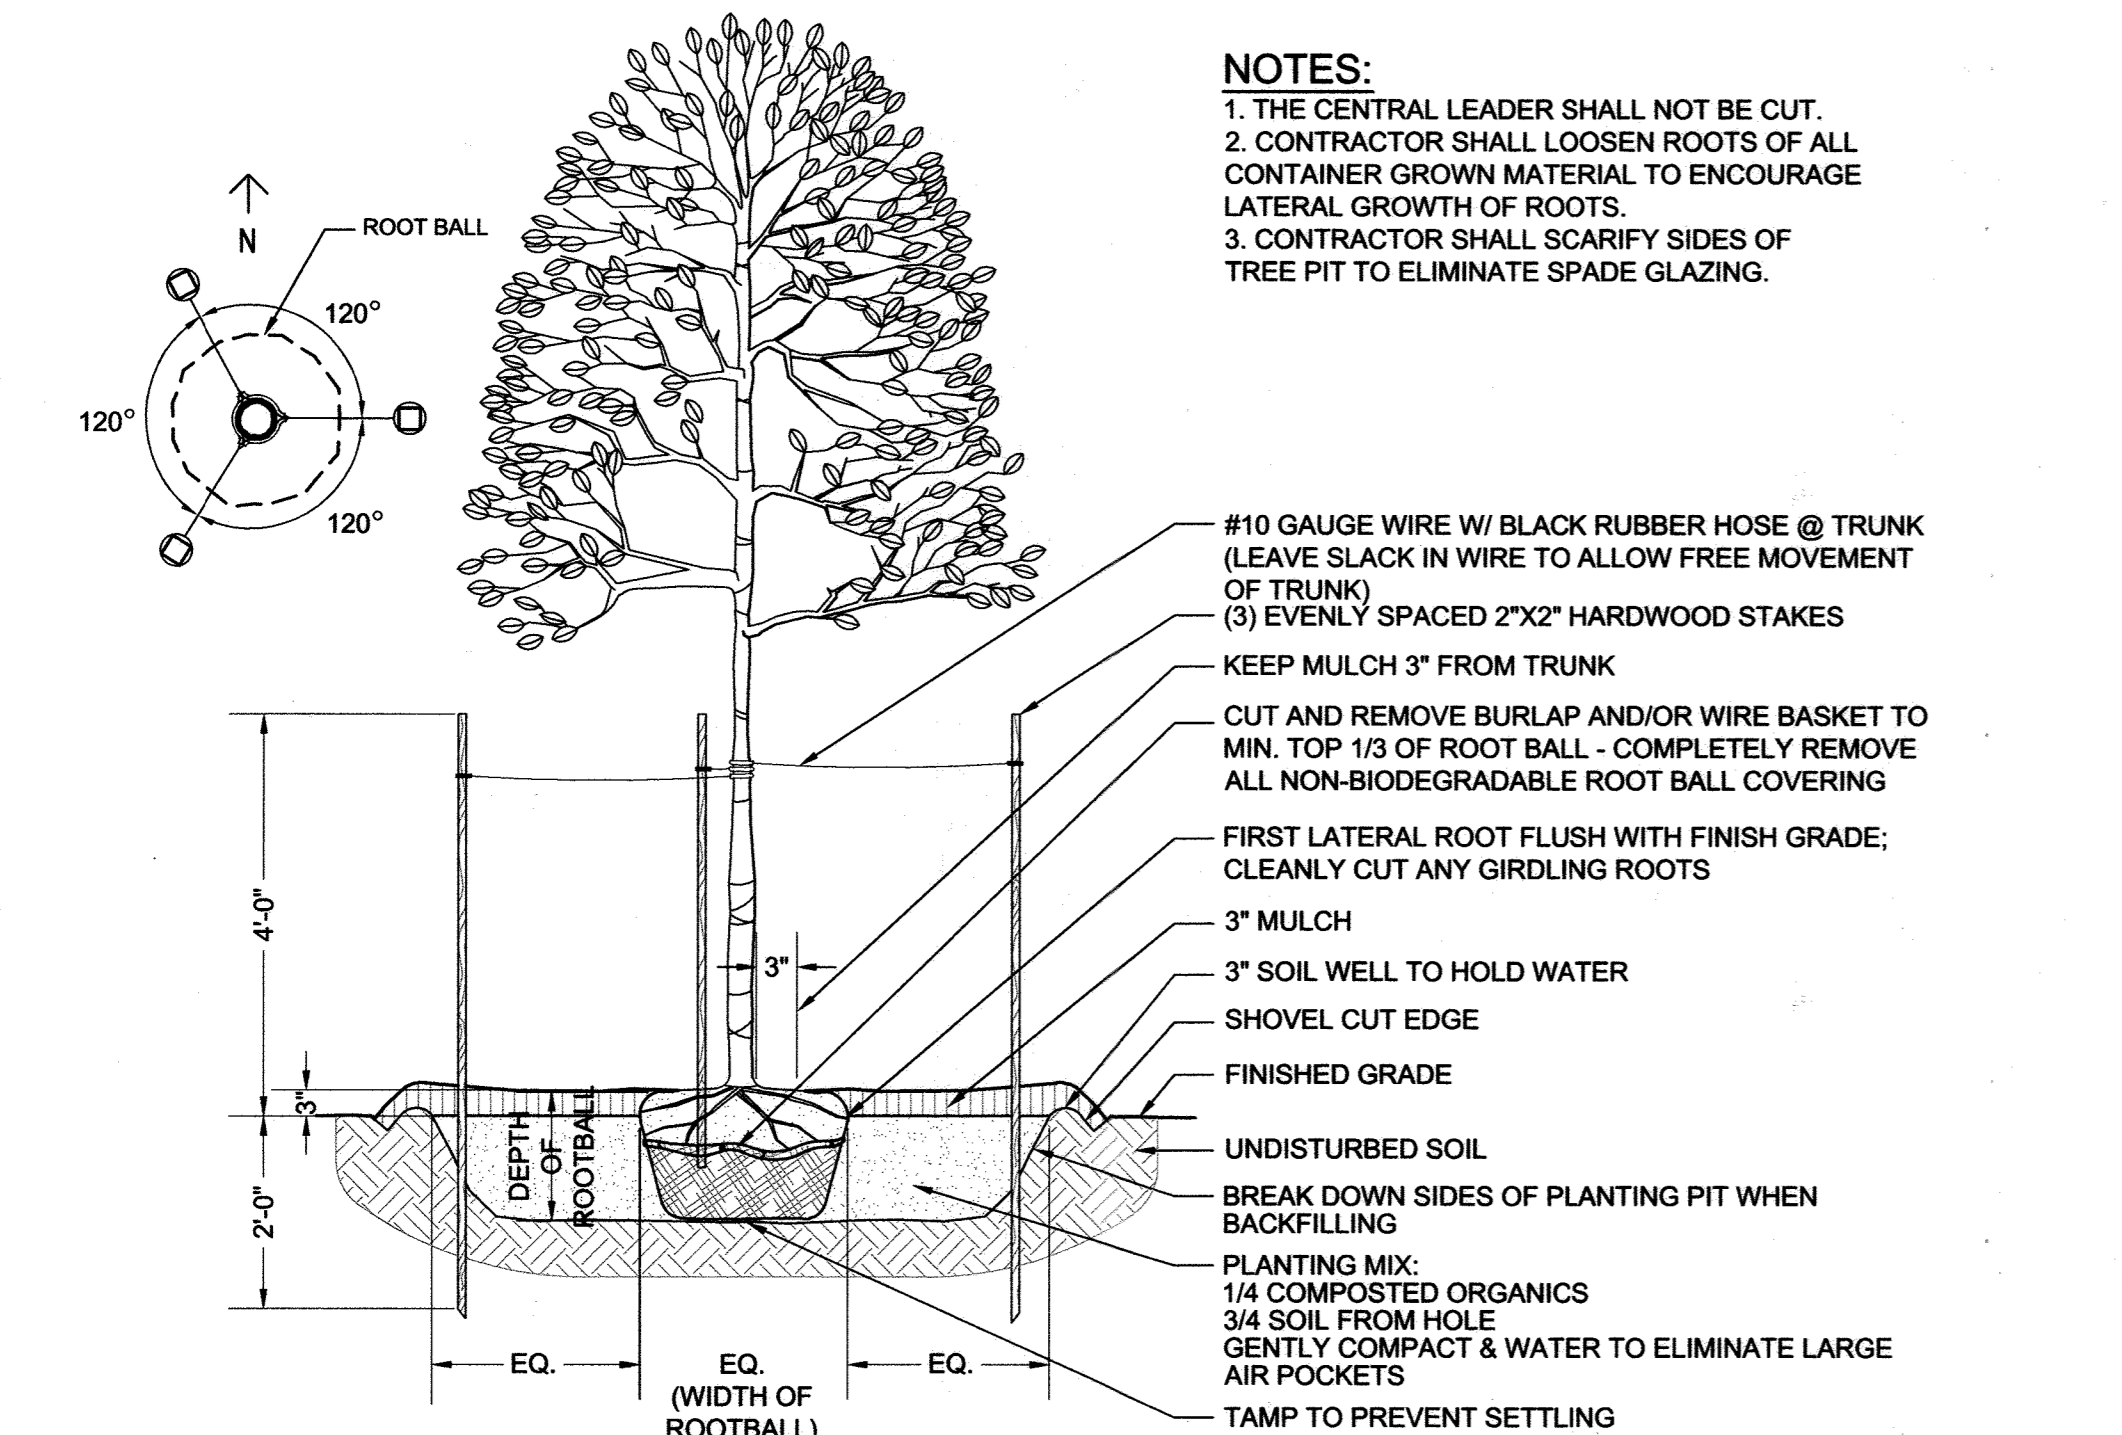 NOTES:
1. THE CENTRAL LEADER SHALL NOT BE CUT.
2. CONTRACTOR SHALL LOOSEN ROOTS OF ALL
CONTAINER GROWN MATERIAL TO ENCOURAGE
LATERAL GROWTH OF ROOTS.
3. CONTRACTOR SHALL SCARIFY SIDES OF
TREE PIT TO ELIMINATE SPADE GLAZING.
N
ROOT BALL
120°
120°
120°
#10 GAUGE WIRE W/ BLACK RUBBER HOSE @ TRUNK
(LEAVE SLACK IN WIRE TO ALLOW FREE MOVEMENT
OF TRUNK)
(3) EVENLY SPACED 2"X2" HARDWOOD STAKES
KEEP MULCH 3" FROM TRUNK
CUT AND REMOVE BURLAP AND/OR WIRE BASKET TO
MIN. TOP 1/3 OF ROOT BALL - COMPLETELY REMOVE
ALL NON-BIODEGRADABLE ROOT BALL COVERING
FIRST LATERAL ROOT FLUSH WITH FINISH GRADE;
CLEANLY CUT ANY GIRDLING ROOTS
3" MULCH
3" SOIL WELL TO HOLD WATER
SHOVEL CUT EDGE
FINISHED GRADE
UNDISTURBED SOIL
BREAK DOWN SIDES OF PLANTING PIT WHEN
BACKFILLING
PLANTING MIX:
1/4 COMPOSTED ORGANICS
3/4 SOIL FROM HOLE
GENTLY COMPACT & WATER TO ELIMINATE LARGE
AIR POCKETS
TAMP TO PREVENT SETTLING
4'-0"
3"
3"
2'-0"
DEPTH
OF
ROOTBALL
EQ.
EQ.
(WIDTH OF
ROOTBALL)
EQ.